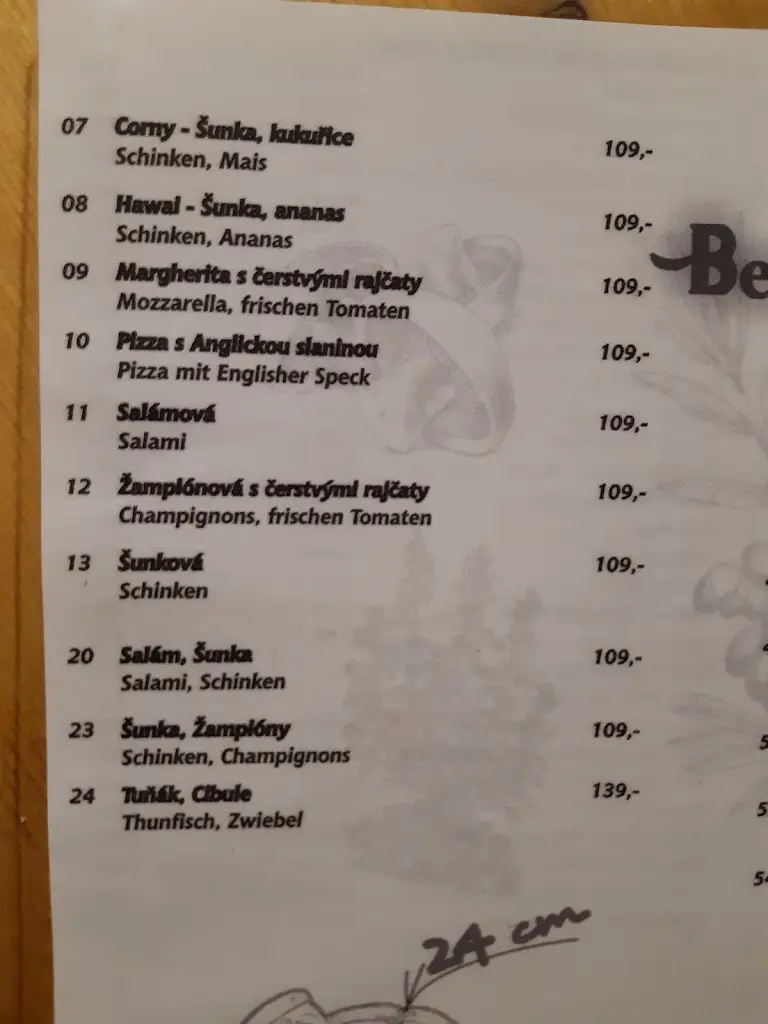 07 Corny - Šunka, kukuřice 109,-
Schinken, Mais
08 Hawai - Šunka, ananas 109,-
Schinken, Ananas
09 Margherita s čerstvými rajčaty 109,-
Mozzarella, frischen Tomaten
10 Pizza s Anglickou slaninou 109,-
Pizza mit Englisher Speck
11 Salámová 109,-
Salami
12 Žampiónová s čerstvými rajčaty 109,-
Champignons, frischen Tomaten
13 Šunková 109,-
Schinken
20 Salám, Šunka 109,-
Salami, Schinken
23 Šunka, Žampióny 109,-
Schinken, Champignons
24 Tuňák, Cibule 139,-
Thunfisch, Zwiebel
24 cm
Be